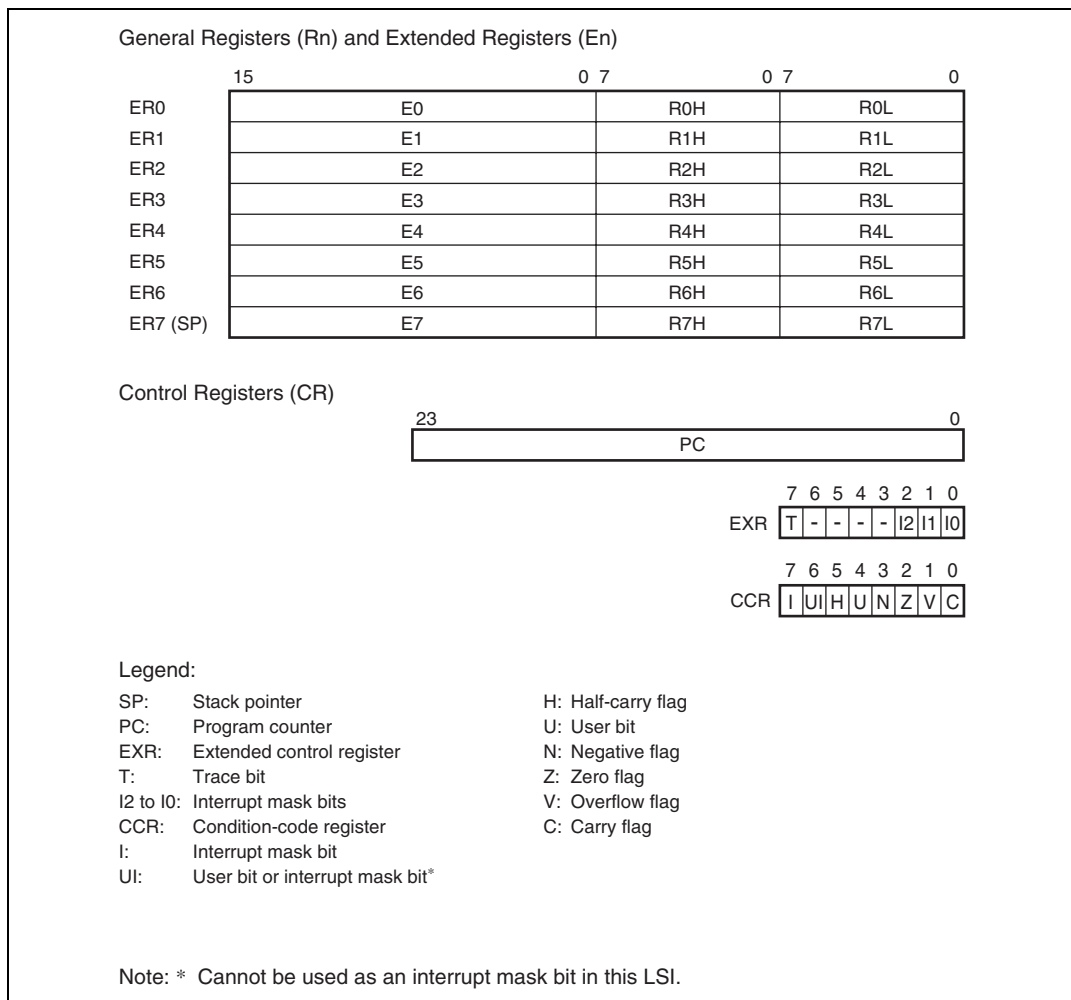 General Registers (Rn) and Extended Registers (En)
15 0 7 0 7 0
ER0 E0 R0H R0L
ER1 E1 R1H R1L
ER2 E2 R2H R2L
ER3 E3 R3H R3L
ER4 E4 R4H R4L
ER5 E5 R5H R5L
ER6 E6 R6H R6L
ER7 (SP) E7 R7H R7L
Control Registers (CR)
23 0
PC
7 6 5 4 3 2 1 0
EXR T - - - - I2 I1 I0
7 6 5 4 3 2 1 0
CCR I UI H U N Z V C
Legend:
SP: Stack pointer H: Half-carry flag
PC: Program counter U: User bit
EXR: Extended control register N: Negative flag
T: Trace bit Z: Zero flag
I2 to I0: Interrupt mask bits V: Overflow flag
CCR: Condition-code register C: Carry flag
I: Interrupt mask bit
UI: User bit or interrupt mask bit*
Note: * Cannot be used as an interrupt mask bit in this LSI.